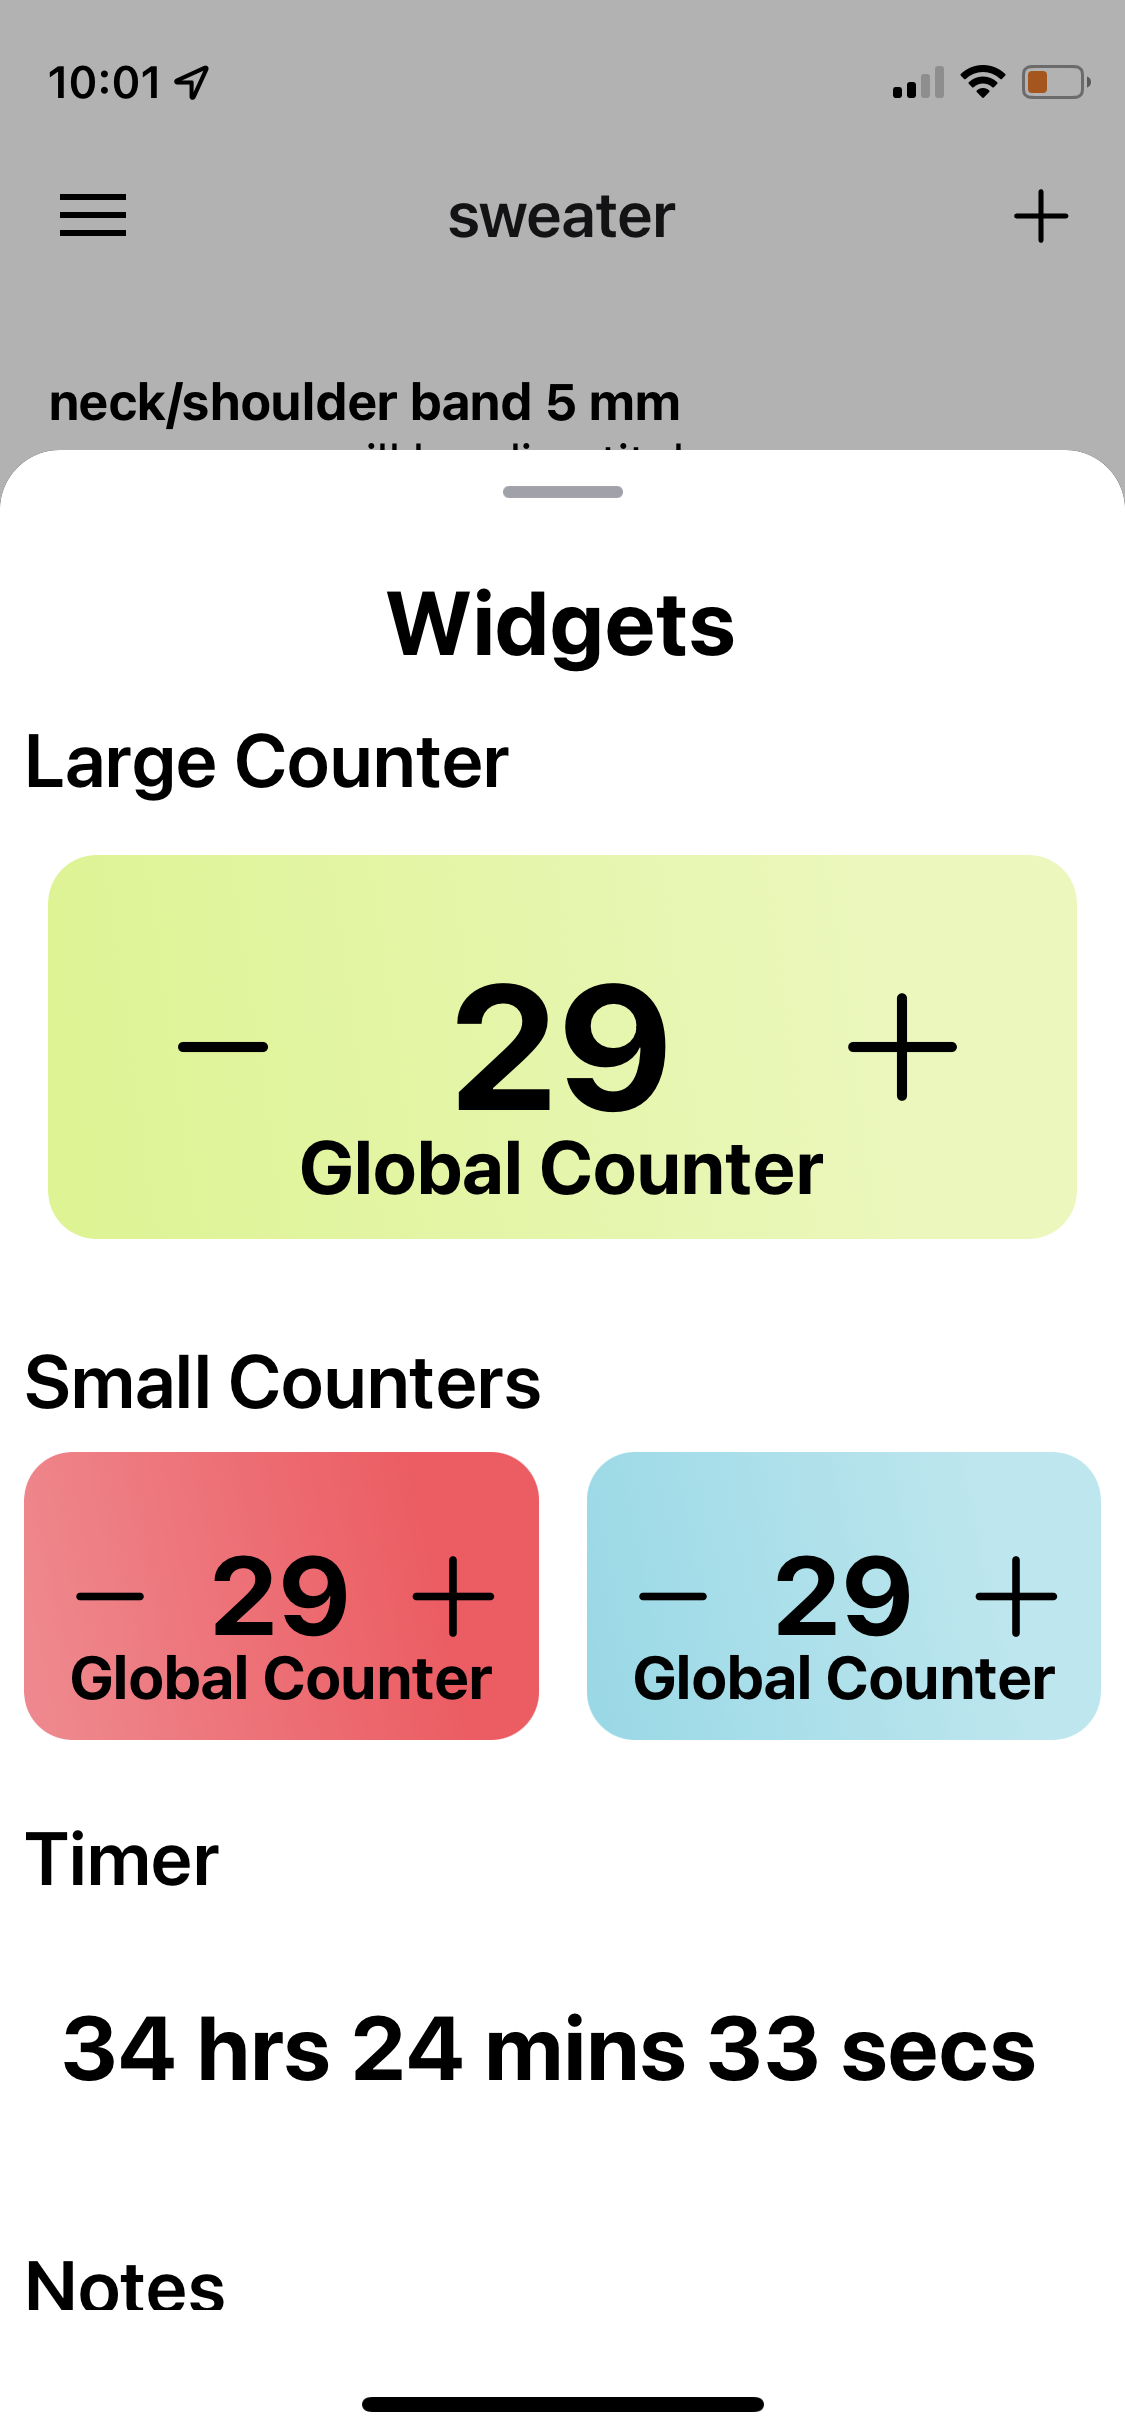 10:01
sweater
neck/shoulder band 5 mm
Widgets
Large Counter
29
Global Counter
Small Counters
29 29
Global Counter Global Counter
Timer
34 hrs 24 mins 33 secs
Notes